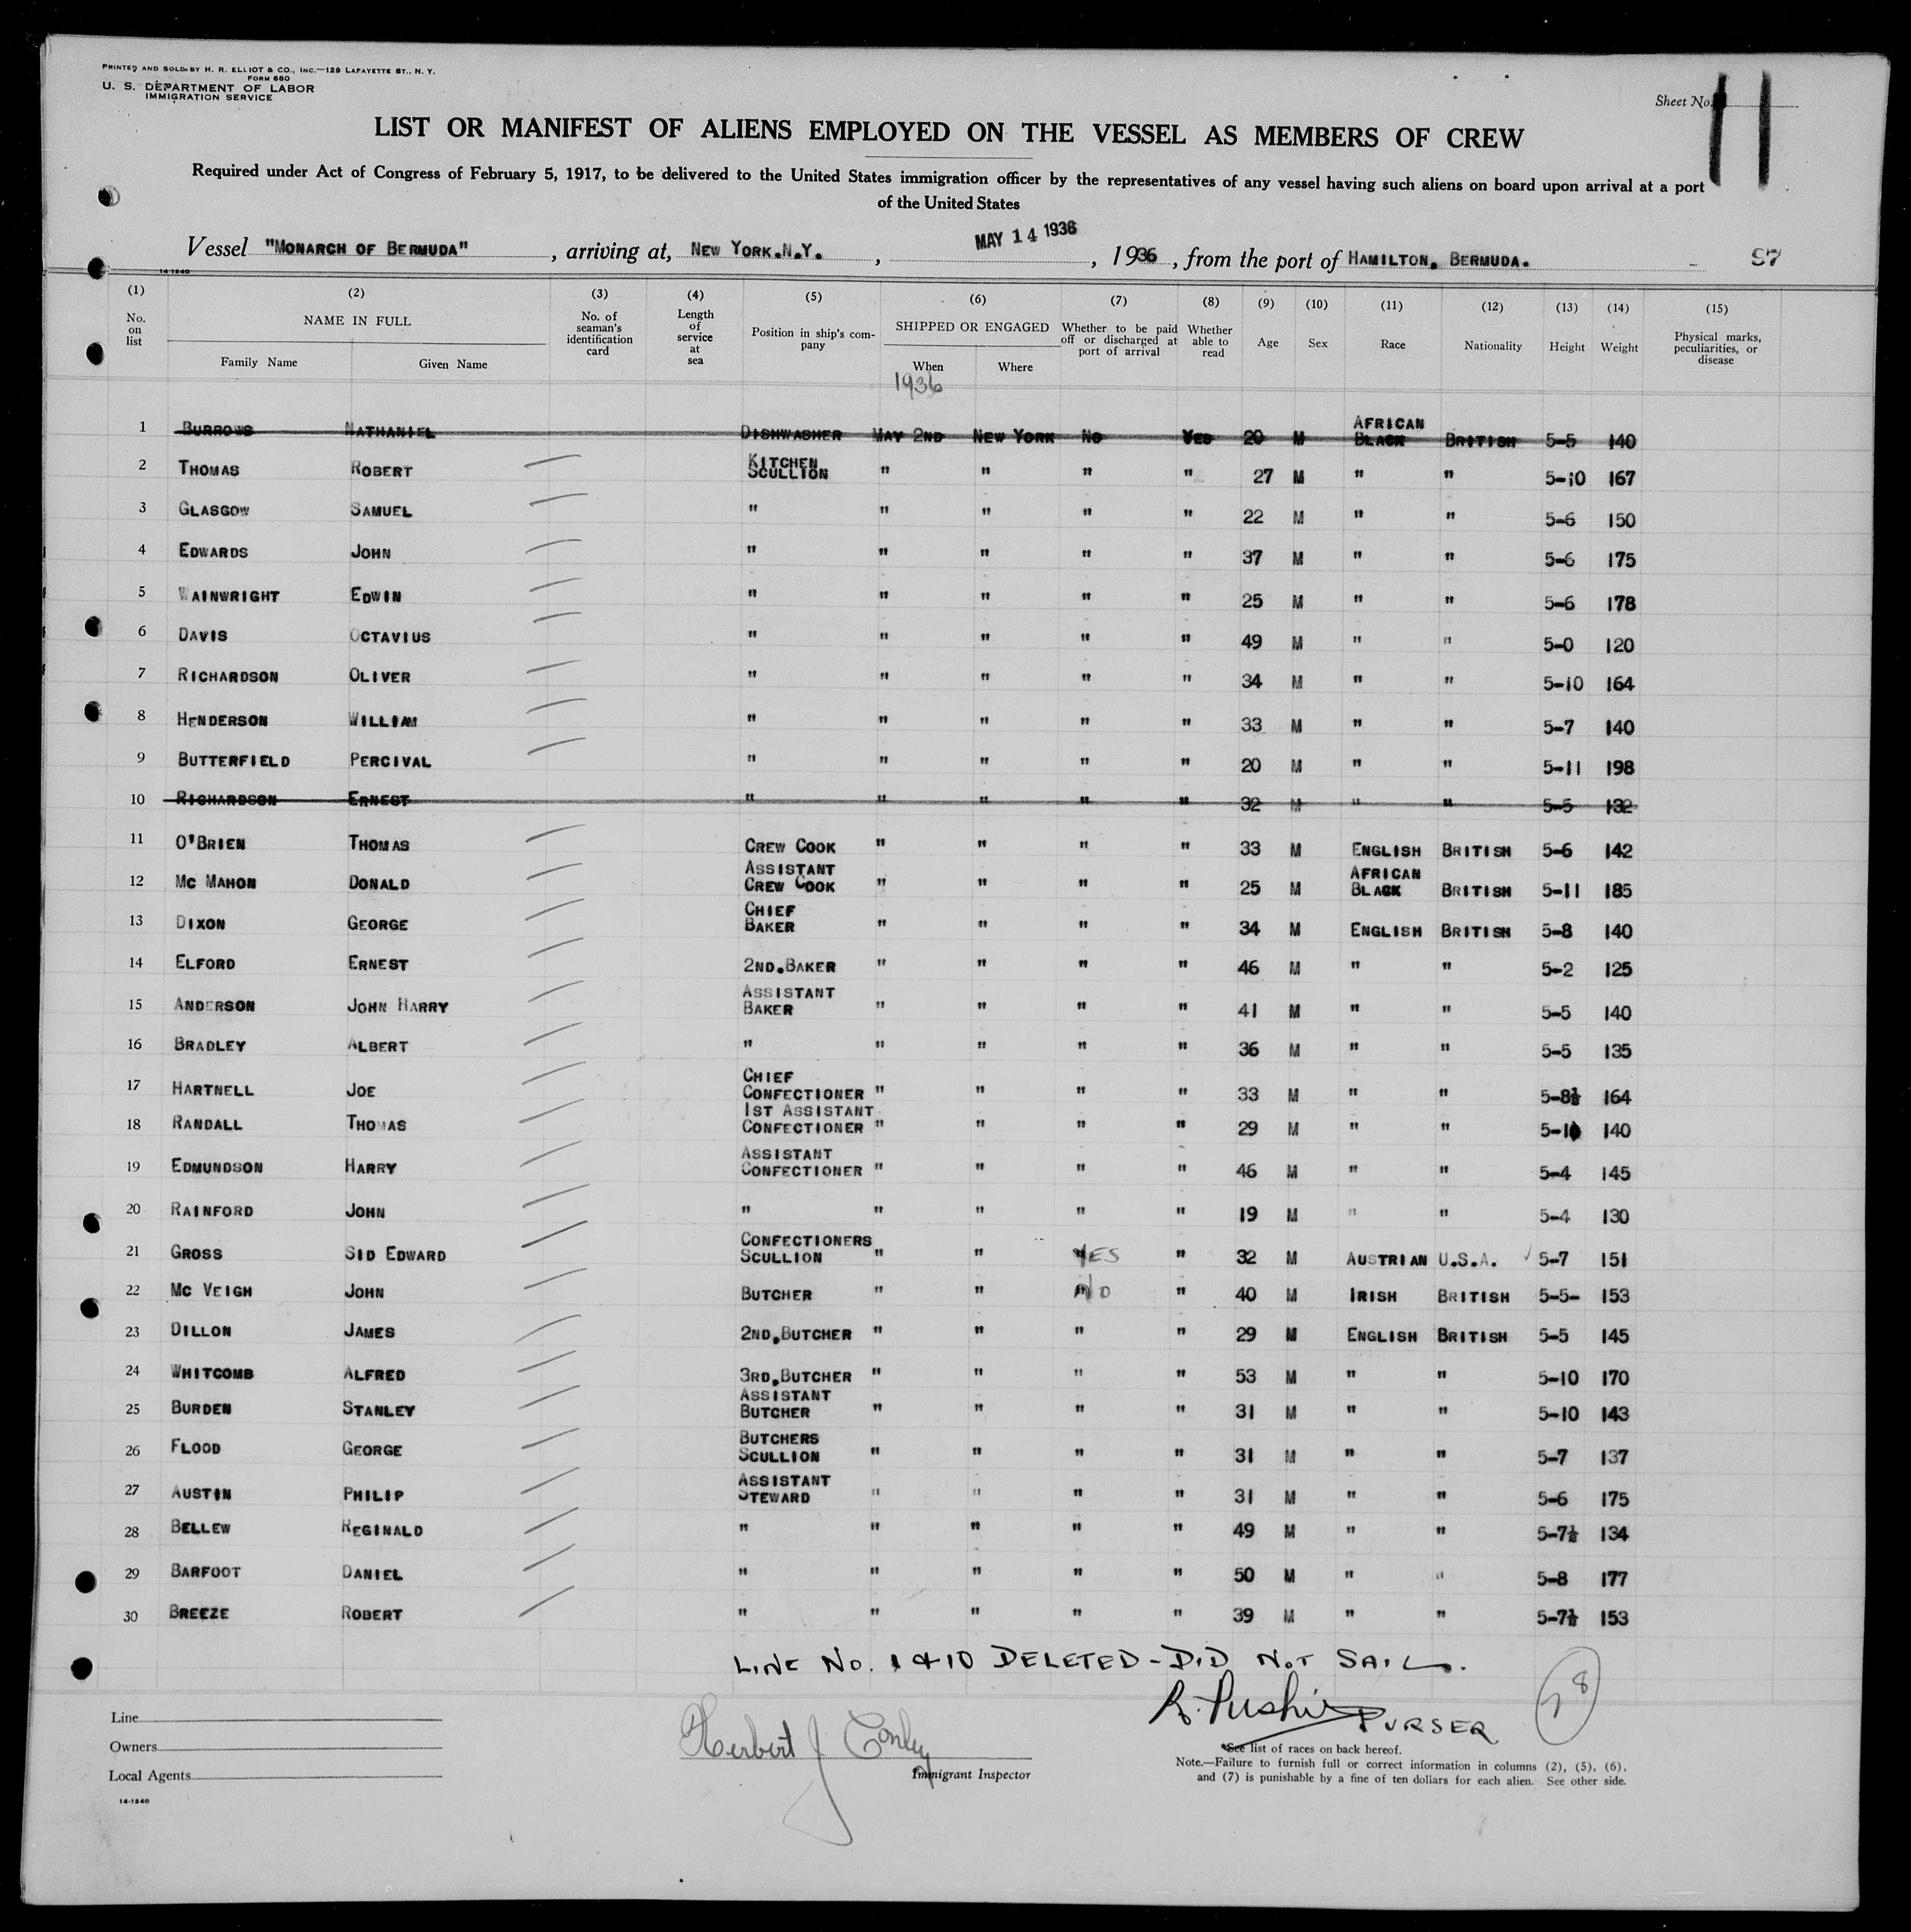 PRINTED AND SOLD BY H. R. ELLIOT & CO., INC.—129 LAFAYETTE ST., N. Y.
FORM 680
U. S. DEPARTMENT OF LABOR
IMMIGRATION SERVICE
Sheet No. 11
LIST OR MANIFEST OF ALIENS EMPLOYED ON THE VESSEL AS MEMBERS OF CREW
Required under Act of Congress of February 5, 1917, to be delivered to the United States immigration officer by the representatives of any vessel having such aliens on board upon arrival at a port
of the United States
Vessel "MONARCH OF BERMUDA", arriving at, NEW YORK.N.Y., MAY 14 1936, 1936, from the port of HAMILTON, BERMUDA. 87
14-1240
(1) (2) (3) (4) (5) (6) (7) (8) (9) (10) (11) (12) (13) (14) (15)
No. on list NAME IN FULL Family Name Given Name No. of seaman's identification card Length of service at sea Position in ship's company SHIPPED OR ENGAGED When Where Whether to be paid off or discharged at port of arrival Whether able to read Age Sex Race Nationality Height Weight Physical marks, peculiarities, or disease
1936
1 BURROWS NATHANIEL DISHWASHER MAY 2ND NEW YORK NO YES 20 M AFRICAN BLACK BRITISH 5-5 140
2 THOMAS ROBERT KITCHEN SCULLION " " " " 27 M " " 5-10 167
3 GLASGOW SAMUEL " " " " " 22 M " " 5-6 150
4 EDWARDS JOHN " " " " " 37 M " " 5-6 175
5 WAINWRIGHT EDWIN " " " " " 25 M " " 5-6 178
6 DAVIS OCTAVIUS " " " " " 49 M " " 5-0 120
7 RICHARDSON OLIVER " " " " " 34 M " " 5-10 164
8 HENDERSON WILLIAM " " " " " 33 M " " 5-7 140
9 BUTTERFIELD PERCIVAL " " " " " 20 M " " 5-11 198
10 RICHARDSON ERNEST " " " " " 32 M " " 5-5 132
11 O'BRIEN THOMAS CREW COOK " " " " 33 M ENGLISH BRITISH 5-6 142
12 MC MAHON DONALD ASSISTANT CREW COOK " " " " 25 M AFRICAN BLACK BRITISH 5-11 185
13 DIXON GEORGE CHIEF BAKER " " " " 34 M ENGLISH BRITISH 5-8 140
14 ELFORD ERNEST 2ND.BAKER " " " " 46 M " " 5-2 125
15 ANDERSON JOHN HARRY ASSISTANT BAKER " " " " 41 M " " 5-5 140
16 BRADLEY ALBERT " " " " " 36 M " " 5-5 135
17 HARTNELL JOE CHIEF CONFECTIONER " " " " 33 M " " 5-8½ 164
18 RANDALL THOMAS 1ST ASSISTANT CONFECTIONER " " " " 29 M " " 140
19 EDMUNDSON HARRY ASSISTANT CONFECTIONER " " " " 46 M " " 5-4 145
20 RAINFORD JOHN " " " " " 19 M " " 5-4 130
21 GROSS SID EDWARD CONFECTIONERS SCULLION " " YES " 32 M AUSTRIAN U.S.A. ✓ 5-7 151
22 MC VEIGH JOHN BUTCHER " " NO " 40 M IRISH BRITISH 5-5- 153
23 DILLON JAMES 2ND.BUTCHER " " " " 29 M ENGLISH BRITISH 5-5 145
24 WHITCOMB ALFRED 3RD.BUTCHER " " " " 53 M " " 5-10 170
25 BURDEN STANLEY ASSISTANT BUTCHER " " " " 31 M " " 5-10 143
26 FLOOD GEORGE BUTCHERS SCULLION " " " " 31 M " " 5-7 137
27 AUSTIN PHILIP ASSISTANT STEWARD " " " " 31 M " " 5-6 175
28 BELLEW REGINALD " " " " " 49 M " " 5-7½ 134
29 BARFOOT DANIEL " " " " " 50 M " " 5-8 177
30 BREEZE ROBERT " " " " " 39 M " " 5-7½ 153
LINE NO. 1 & 10 DELETED - DID NOT SAIL.
PURSER
Line
Owners
Local Agents
14-1240
Herbert J Conley
Immigrant Inspector
See list of races on back hereof.
Note.—Failure to furnish full or correct information in columns (2), (5), (6),
and (7) is punishable by a fine of ten dollars for each alien. See other side.